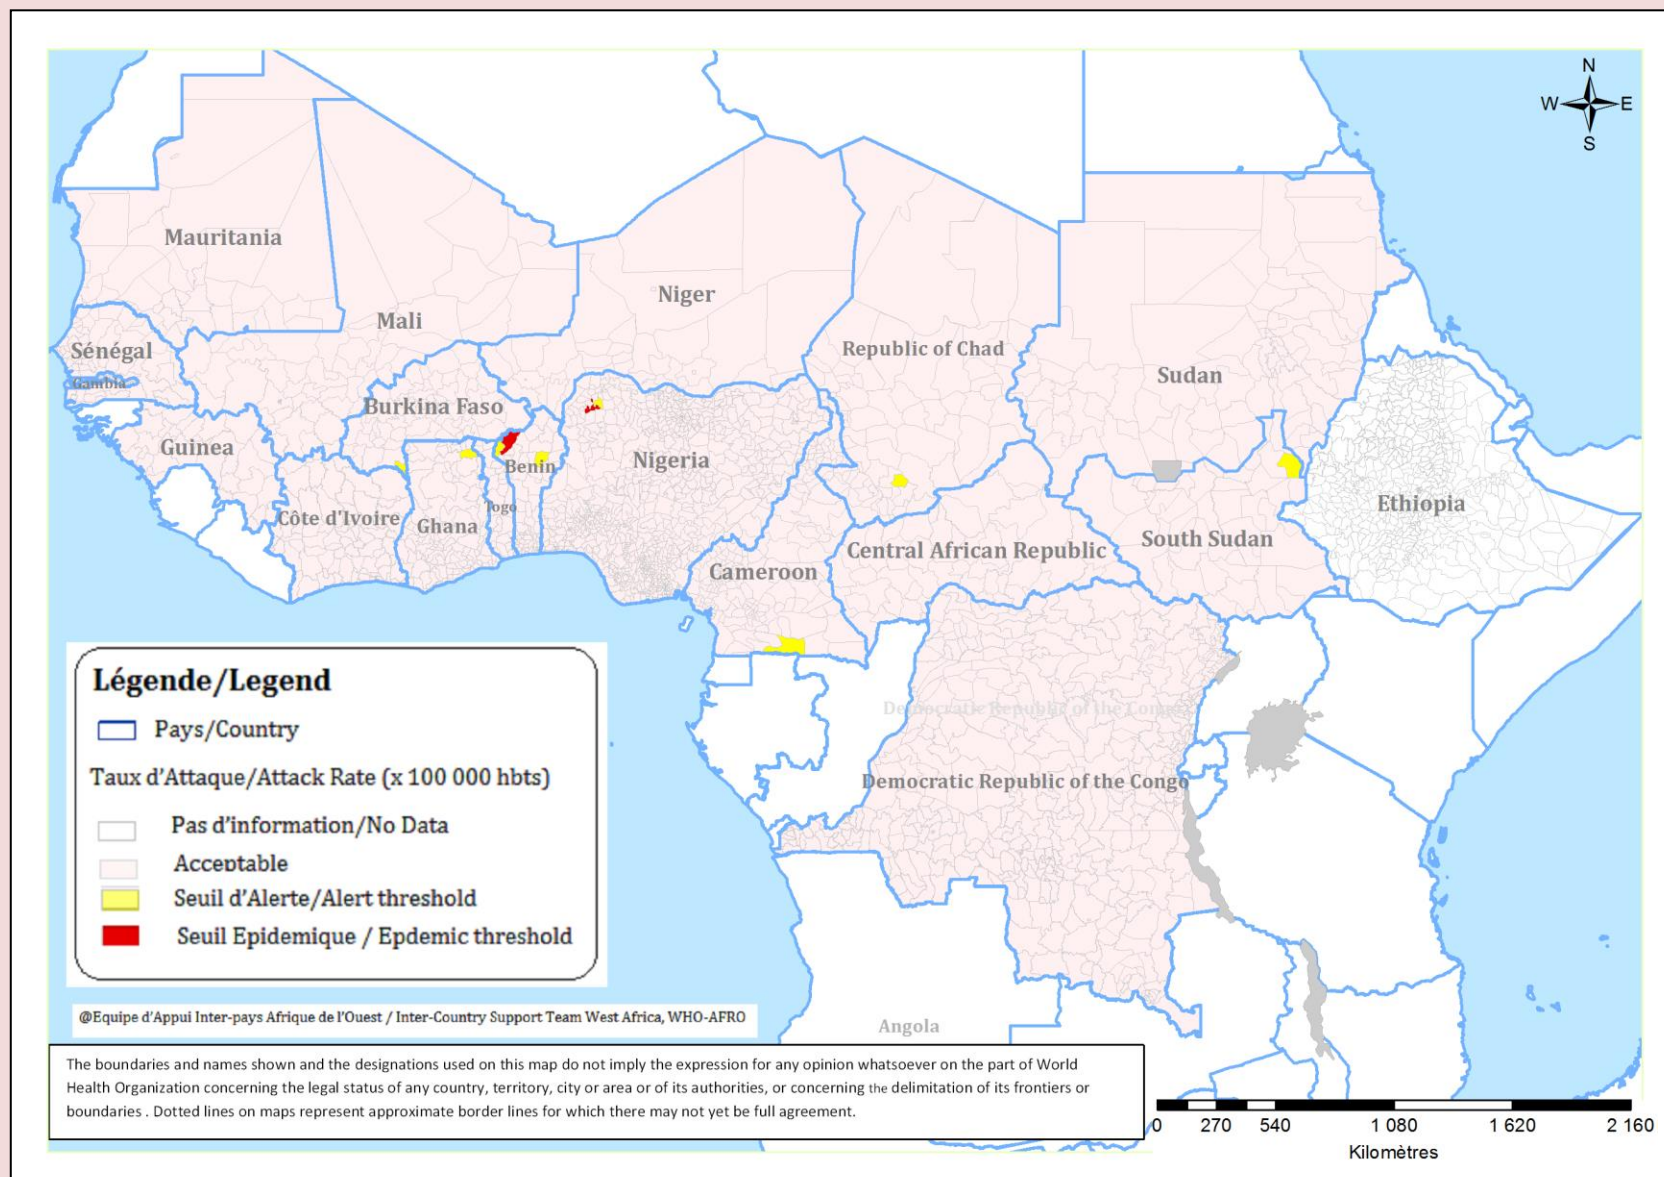 N
W E
S
Mauritania
Niger
Mali
Republic of Chad
Sénégal
Sudan
Gambia
Burkina Faso
Guinea
Nigeria
Benin
Ethiopia
Togo
Côte d'Ivoire
Ghana
South Sudan
Central African Republic
Cameroon
Democratic Republic of the Congo
Democratic Republic of the Congo
Angola
Légende/Legend
Pays/Country
Taux d'Attaque/Attack Rate (x 100 000 hbts)
Pas d'information/No Data
Acceptable
Seuil d'Alerte/Alert threshold
Seuil Epidemique / Epdemic threshold
@Equipe d'Appui Inter-pays Afrique de l'Ouest / Inter-Country Support Team West Africa, WHO-AFRO
The boundaries and names shown and the designations used on this map do not imply the expression for any opinion whatsoever on the part of World
Health Organization concerning the legal status of any country, territory, city or area or of its authorities, or concerning the delimitation of its frontiers or
boundaries . Dotted lines on maps represent approximate border lines for which there may not yet be full agreement.
0 270 540 1 080 1 620 2 160
Kilomètres